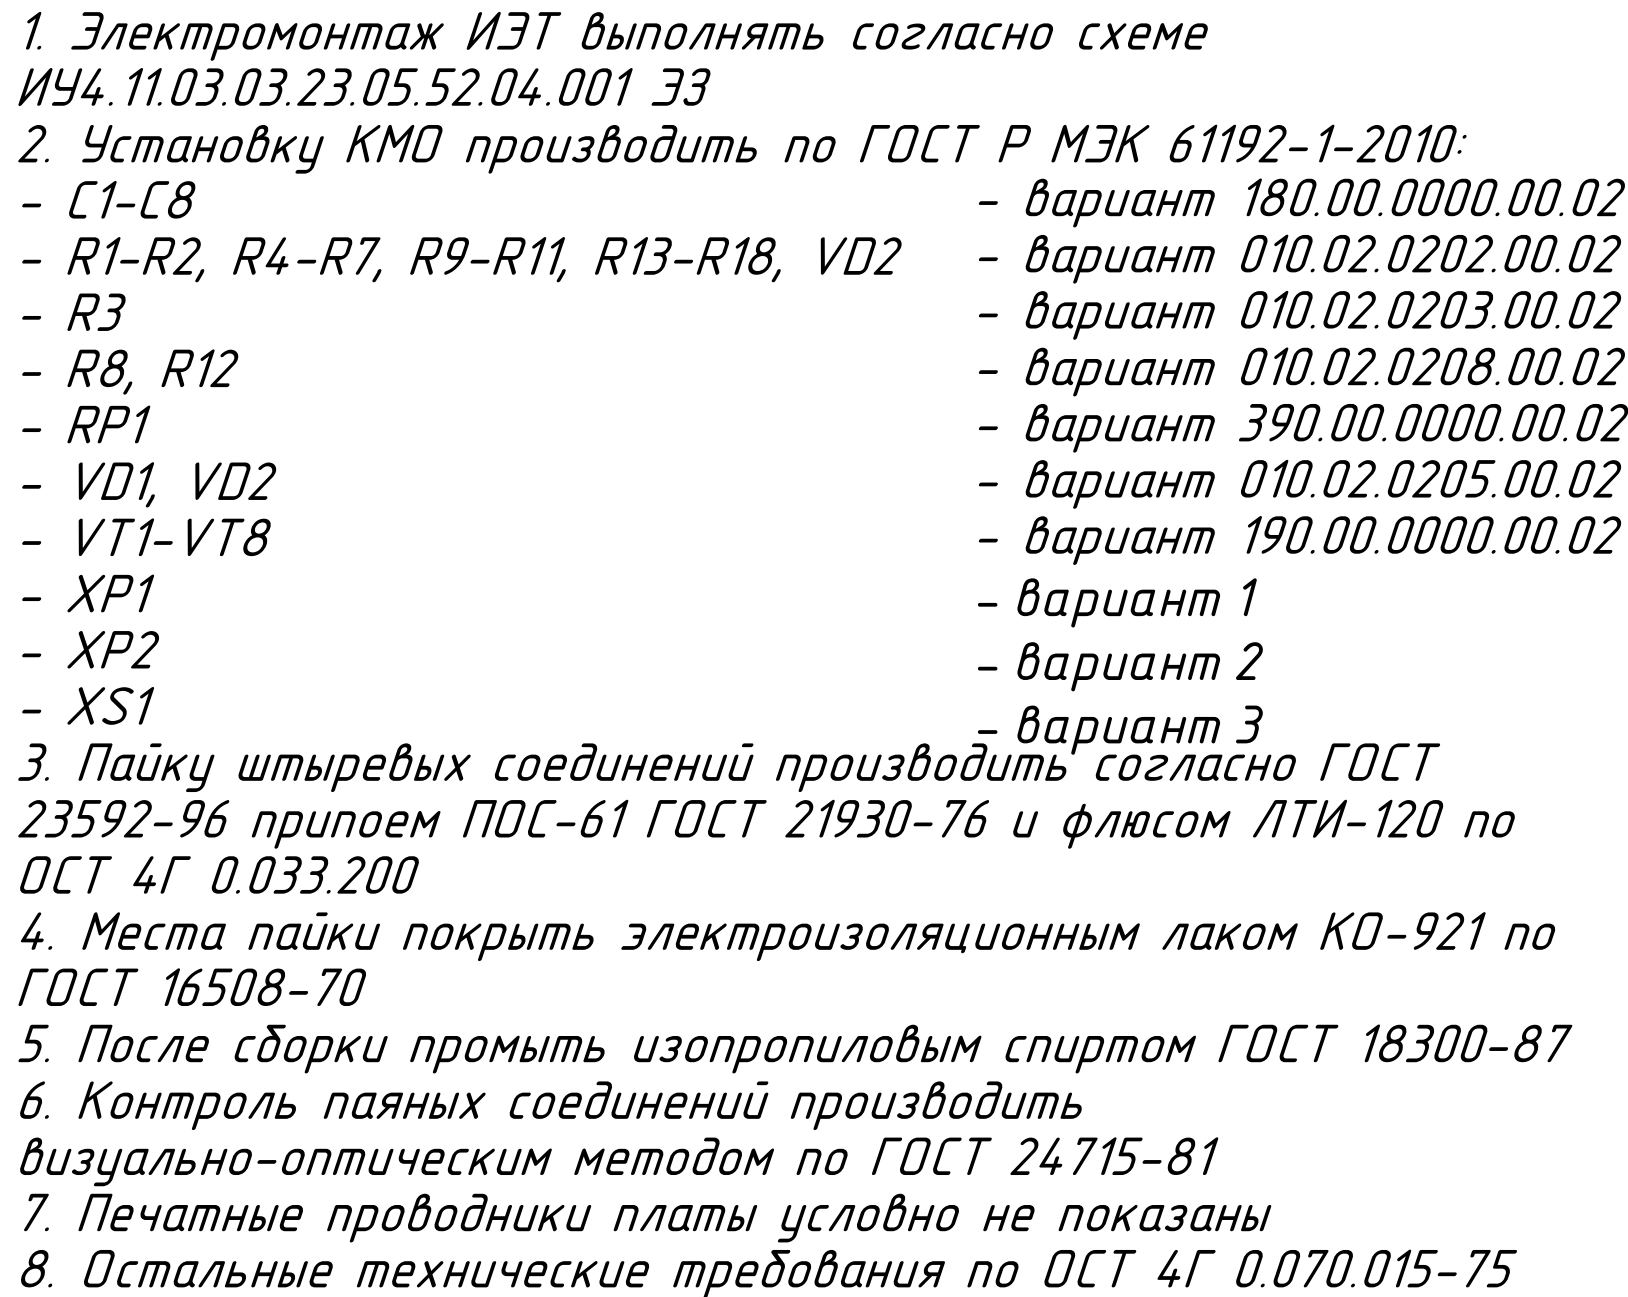 1. Электромонтаж ИЭТ выполнять согласно схеме
ИУ4.11.03.03.23.05.52.04.001 ЭЗ
2. Установку КМО производить по ГОСТ Р МЭК 61192-1-2010:
- С1-С8 - вариант 180.00.0000.00.02
- R1-R2, R4-R7, R9-R11, R13-R18, VD2 - вариант 010.02.0202.00.02
- R3 - вариант 010.02.0203.00.02
- R8, R12 - вариант 010.02.0208.00.02
- RP1 - вариант 390.00.0000.00.02
- VD1, VD2 - вариант 010.02.0205.00.02
- VT1-VT8 - вариант 190.00.0000.00.02
- XP1 - вариант 1
- XP2 - вариант 2
- XS1 - вариант 3
3. Пайку штыревых соединений производить согласно ГОСТ
23592-96 припоем ПОС-61 ГОСТ 21930-76 и флюсом ЛТИ-120 по
ОСТ 4Г 0.033.200
4. Места пайки покрыть электроизоляционным лаком КО-921 по
ГОСТ 16508-70
5. После сборки промыть изопропиловым спиртом ГОСТ 18300-87
6. Контроль паяных соединений производить
визуально-оптическим методом по ГОСТ 24715-81
7. Печатные проводники платы условно не показаны
8. Остальные технические требования по ОСТ 4Г 0.070.015-75